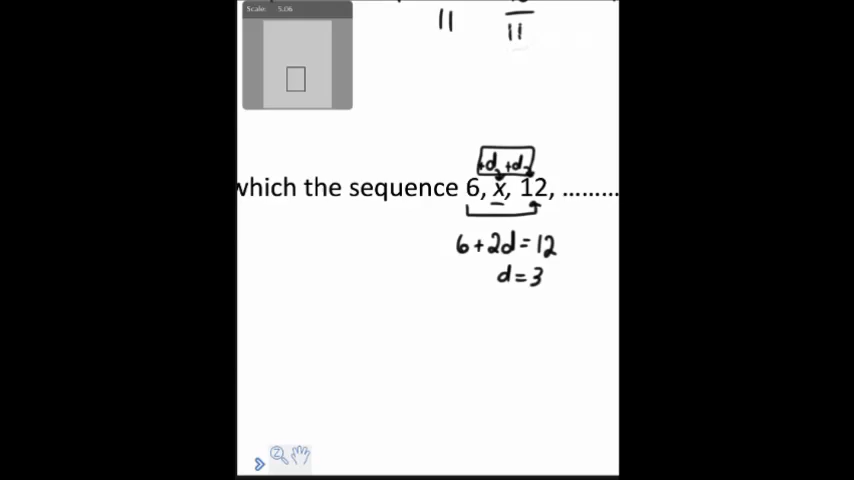 Scale: 5.06
11 11
+d +d
which the sequence 6, x, 12, ………
6 + 2d = 12
d = 3